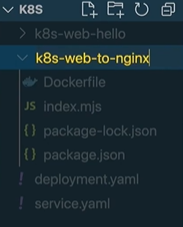 K8S
k8s-web-hello
k8s-web-to-nginx
Dockerfile
JS index.mjs
{} package-lock.json
{} package.json
! deployment.yaml
! service.yaml